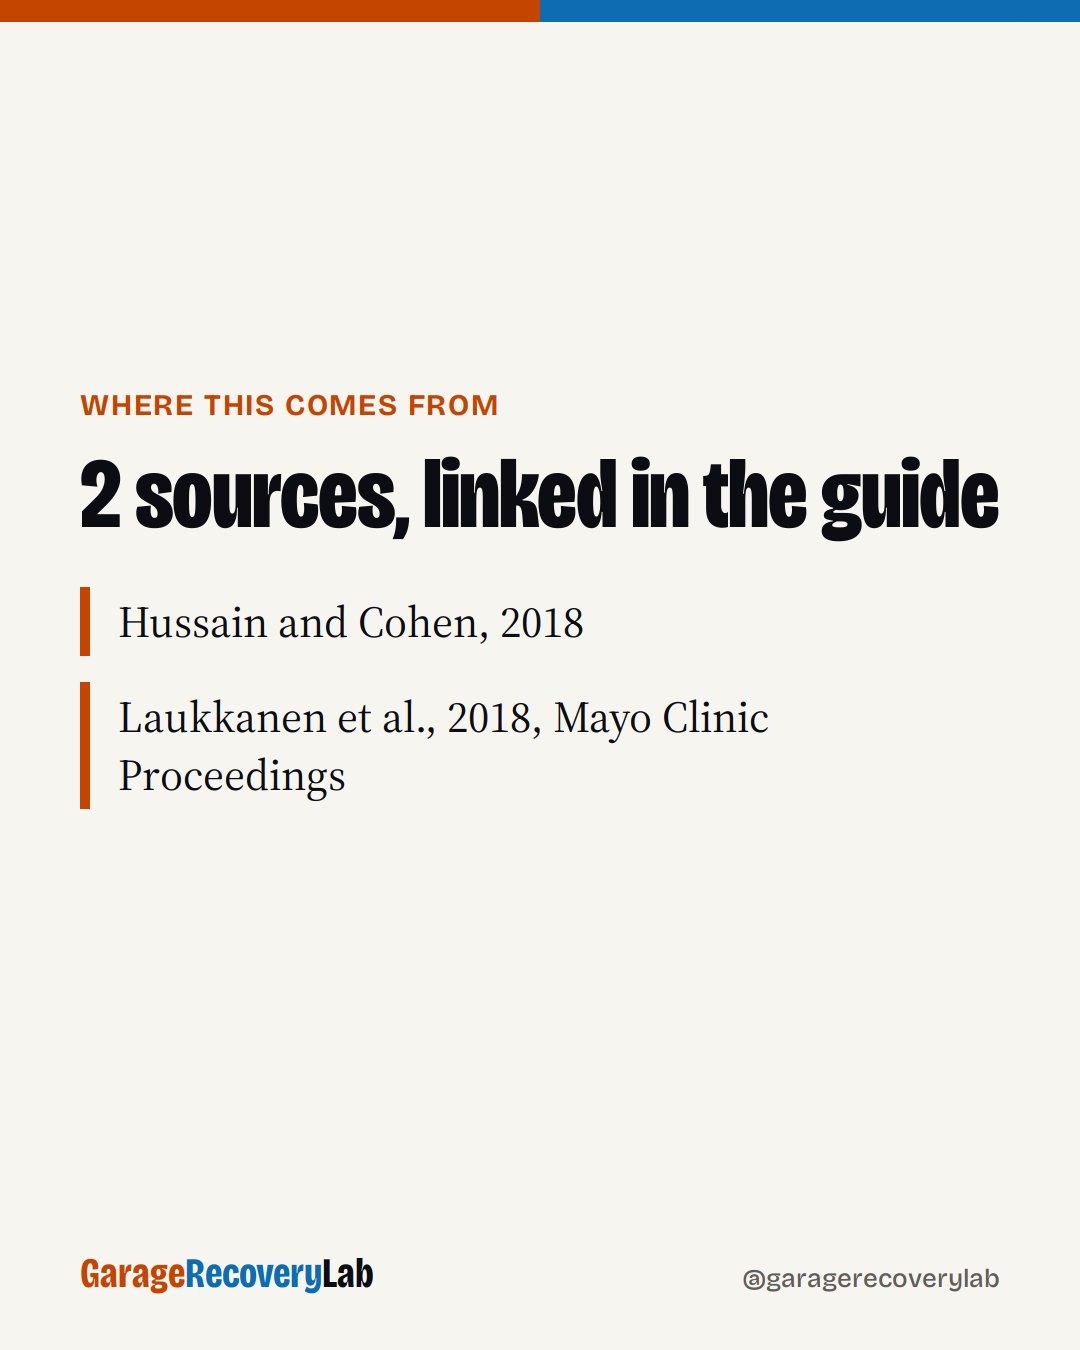 WHERE THIS COMES FROM
2 sources, linked in the guide
Hussain and Cohen, 2018
Laukkanen et al., 2018, Mayo Clinic
Proceedings
GarageRecoveryLab
@garagerecoverylab